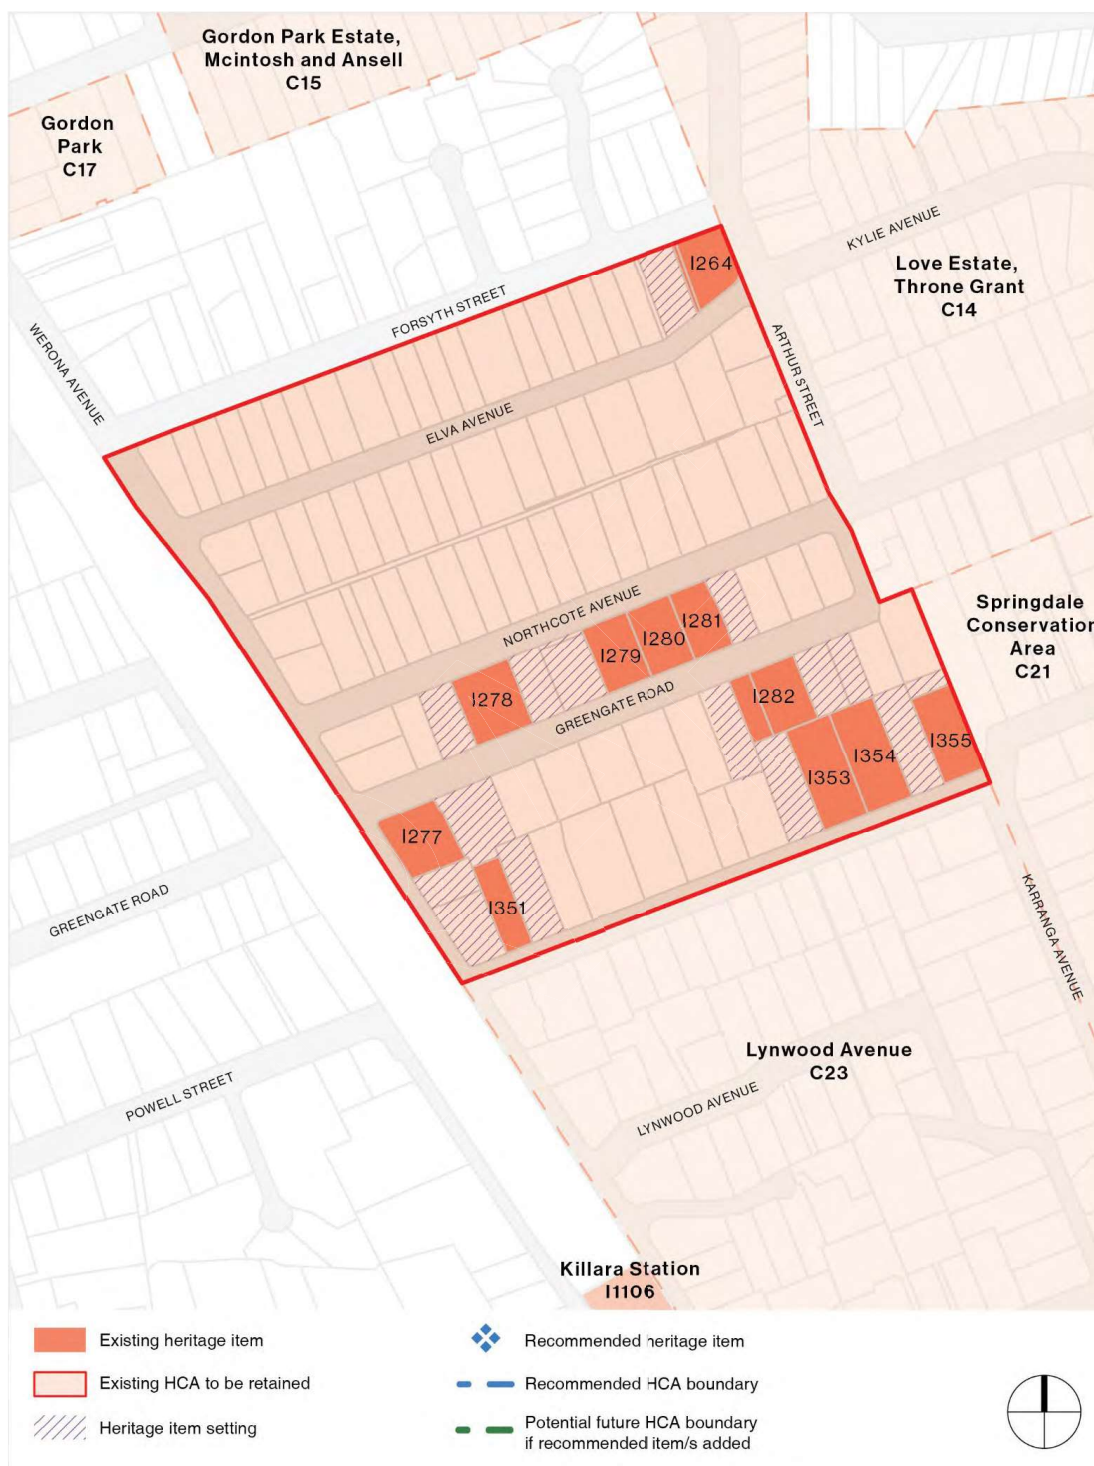 Gordon Park Estate,
Mcintosh and Ansell
C15
Gordon
Park
C17
KYLIE AVENUE
I264
Love Estate,
Throne Grant
C14
FORSYTH STREET
WERONA AVENUE
ARTHUR STREET
ELVA AVENUE
NORTHCOTE AVENUE
Springdale
Conservation
Area
C21
I281
I280
I279
I278
GREENGATE ROAD
I282
I355
I354
I353
I277
I351
GREENGATE ROAD
KARRANGA AVENUE
Lynwood Avenue
C23
POWELL STREET
LYNWOOD AVENUE
Killara Station
I1106
Existing heritage item
Recommended heritage item
Existing HCA to be retained
Recommended HCA boundary
Heritage item setting
Potential future HCA boundary
if recommended item/s added